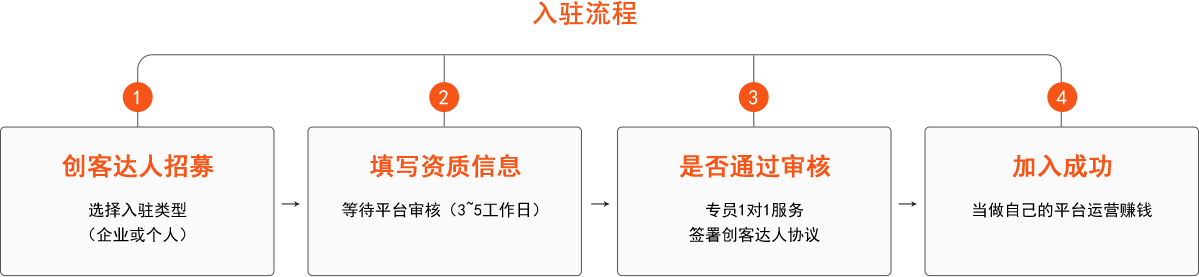 入驻流程
1
2
3
4
创客达人招募
选择入驻类型
（企业或个人）
填写资质信息
等待平台审核（3~5工作日）
是否通过审核
专员1对1服务
签署创客达人协议
加入成功
当做自己的平台运营赚钱